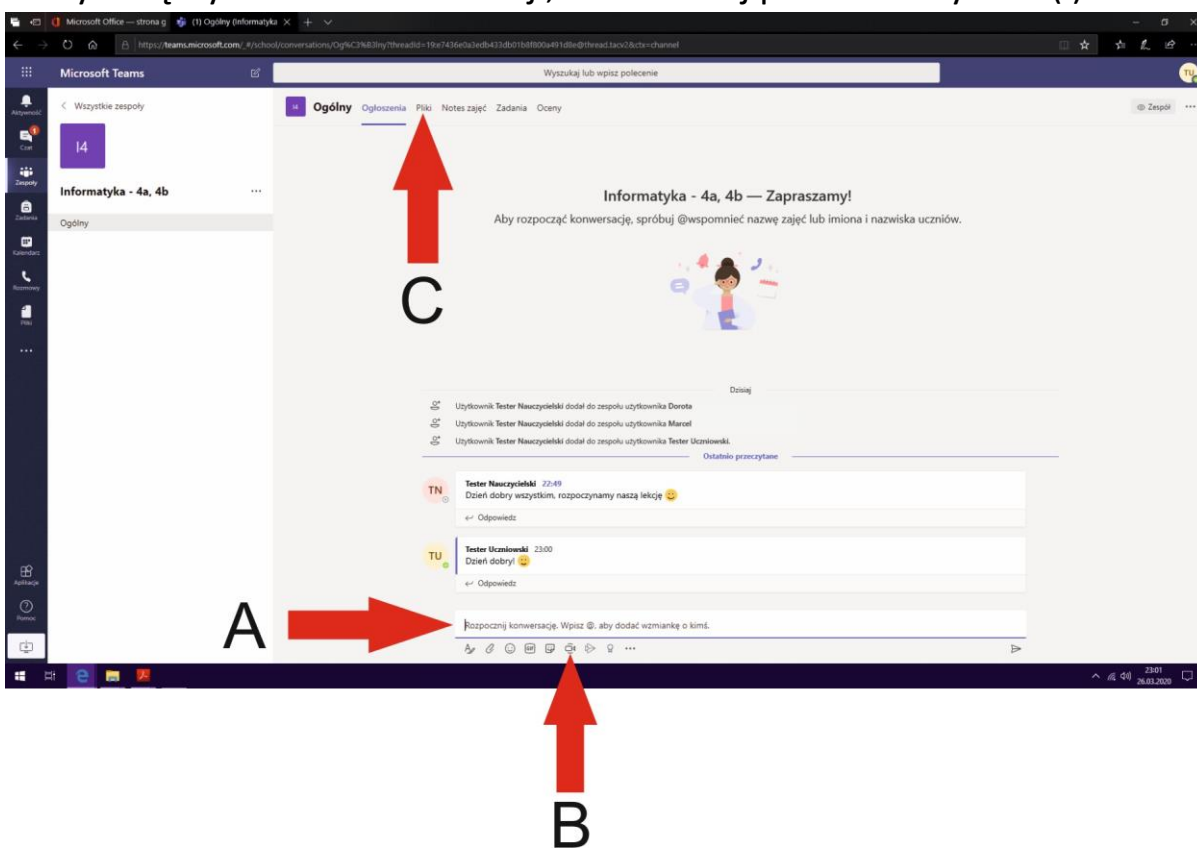 Microsoft Office — strona g
(1) Ogólny (Informatyka
Microsoft Teams
Wyszukaj lub wpisz polecenie
TU
Aktywność
Czat
Zespoły
Zadania
Kalendarz
Rozmowy
Pliki
Aplikacje
Pomoc
Wszystkie zespoły
I4
Informatyka - 4a, 4b
Ogólny
I4 Ogólny Ogłoszenia Pliki Notes zajęć Zadania Oceny
Zespół
Informatyka - 4a, 4b — Zapraszamy!
Aby rozpocząć konwersację, spróbuj @wspomnieć nazwę zajęć lub imiona i nazwiska uczniów.
C
Dzisiaj
Użytkownik Tester Nauczycielski dodał do zespołu użytkownika Dorota
Użytkownik Tester Nauczycielski dodał do zespołu użytkownika Marcel
Użytkownik Tester Nauczycielski dodał do zespołu użytkownika Tester Uczniowski.
Ostatnio przeczytane
TN
Tester Nauczycielski 22:49
Dzień dobry wszystkim, rozpoczynamy naszą lekcję
Odpowiedz
TU
Tester Uczniowski 23:00
Dzień dobry!
Odpowiedz
A
Rozpocznij konwersację. Wpisz @, aby dodać wzmiankę o kimś.
GIF
23:01
26.03.2020
B